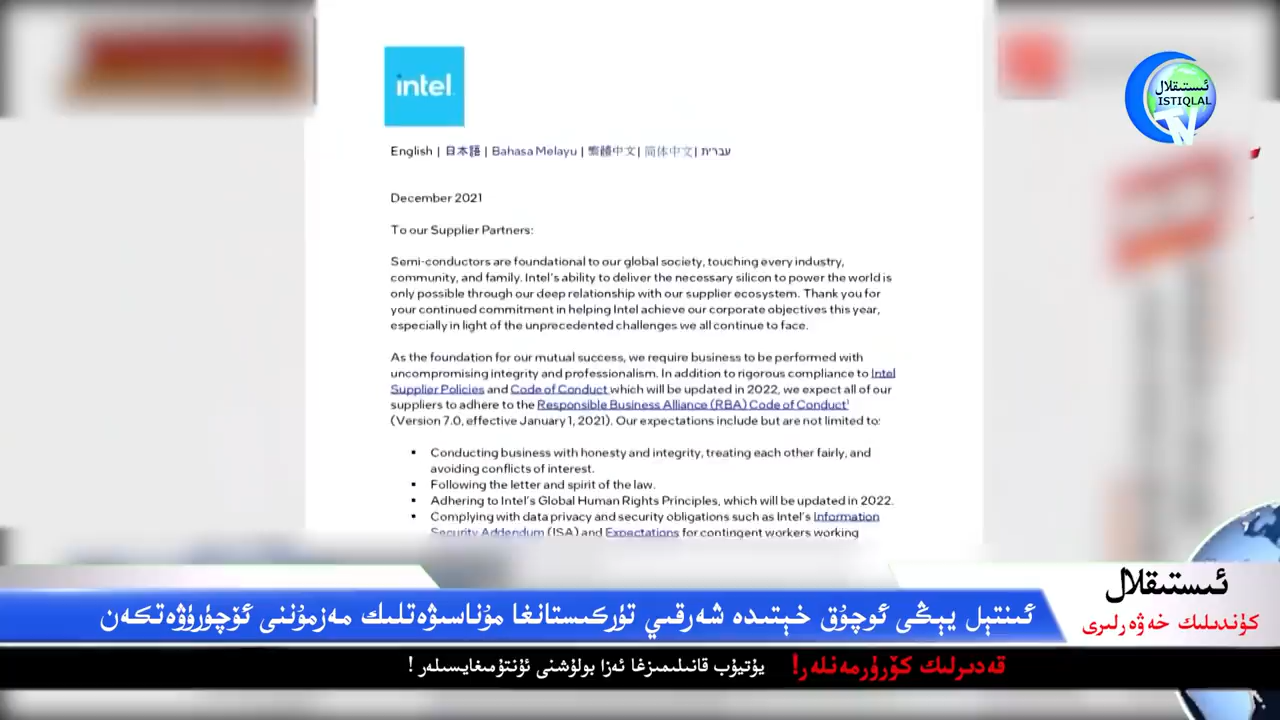 intel.
English | 日本語 | Bahasa Melayu | 繁體中文 | 简体中文 | עברית
ئىستىقلال
ISTIQLAL
TV
December 2021
To our Supplier Partners:
Semi-conductors are foundational to our global society, touching every industry,
community, and family. Intel's ability to deliver the necessary silicon to power the world is
only possible through our deep relationship with our supplier ecosystem. Thank you for
your continued commitment in helping Intel achieve our corporate objectives this year,
especially in light of the unprecedented challenges we all continue to face.
As the foundation for our mutual success, we require business to be performed with
uncompromising integrity and professionalism. In addition to rigorous compliance to Intel
Supplier Policies and Code of Conduct which will be updated in 2022, we expect all of our
suppliers to adhere to the Responsible Business Alliance (RBA) Code of Conduct¹
(Version 7.0, effective January 1, 2021). Our expectations include but are not limited to:
▪ Conducting business with honesty and integrity, treating each other fairly, and
avoiding conflicts of interest.
▪ Following the letter and spirit of the law.
▪ Adhering to Intel's Global Human Rights Principles, which will be updated in 2022.
▪ Complying with data privacy and security obligations such as Intel's Information
Security Addendum (ISA) and Expectations for contingent workers working
ئىستىقلال
كۈندىلىك خەۋەرلىرى
ئىنتېل يېڭى ئوچۇق خېتىدە شەرقىي تۈركىستانغا مۇناسىۋەتلىك مەزمۇننى ئۆچۈرۈۋەتكەن
قەدىرلىك كۆرۈرمەنلەر! يۇتيۇب قانىلىمىزغا ئەزا بولۇشنى ئۇنتۇمىغايسىلەر !